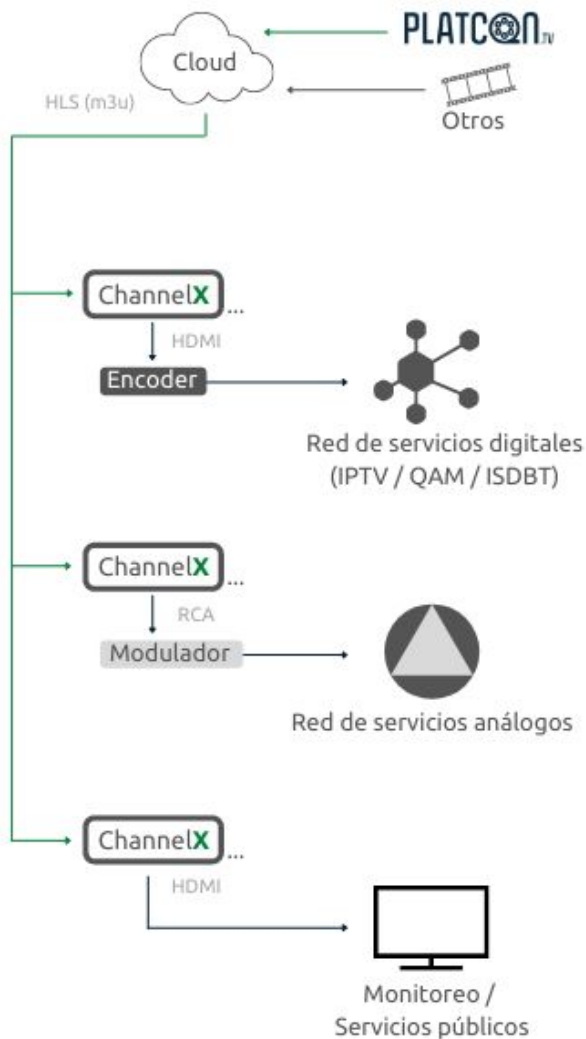 PLATCON.TV
Cloud
HLS (m3u)
Otros
ChannelX ...
HDMI
Encoder
Red de servicios digitales
(IPTV / QAM / ISDBT)
ChannelX ...
RCA
Modulador
Red de servicios análogos
ChannelX ...
HDMI
Monitoreo /
Servicios públicos